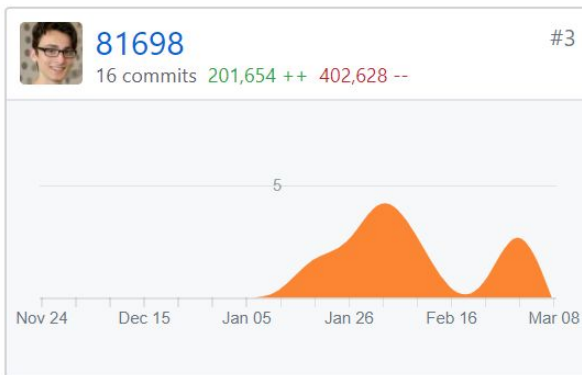 81698 #3
16 commits 201,654 ++ 402,628 --
5
Nov 24 Dec 15 Jan 05 Jan 26 Feb 16 Mar 08